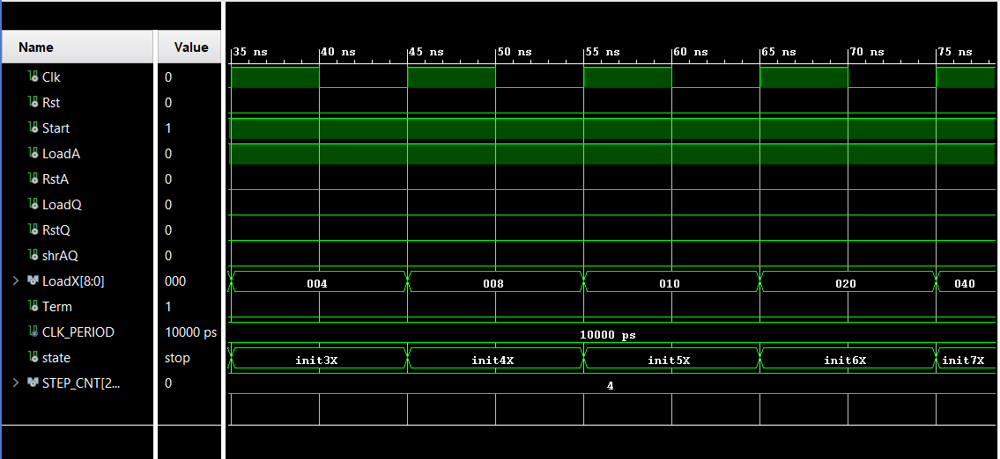 Name Value
35 ns 40 ns 45 ns 50 ns 55 ns 60 ns 65 ns 70 ns 75 ns
Clk 0
Rst 0
Start 1
LoadA 0
RstA 0
LoadQ 0
RstQ 0
shrAQ 0
LoadX[8:0] 000 004 008 010 020 040
Term 1
CLK_PERIOD 10000 ps 10000 ps
state stop init3X init4X init5X init6X init7X
STEP_CNT[2... 0 4